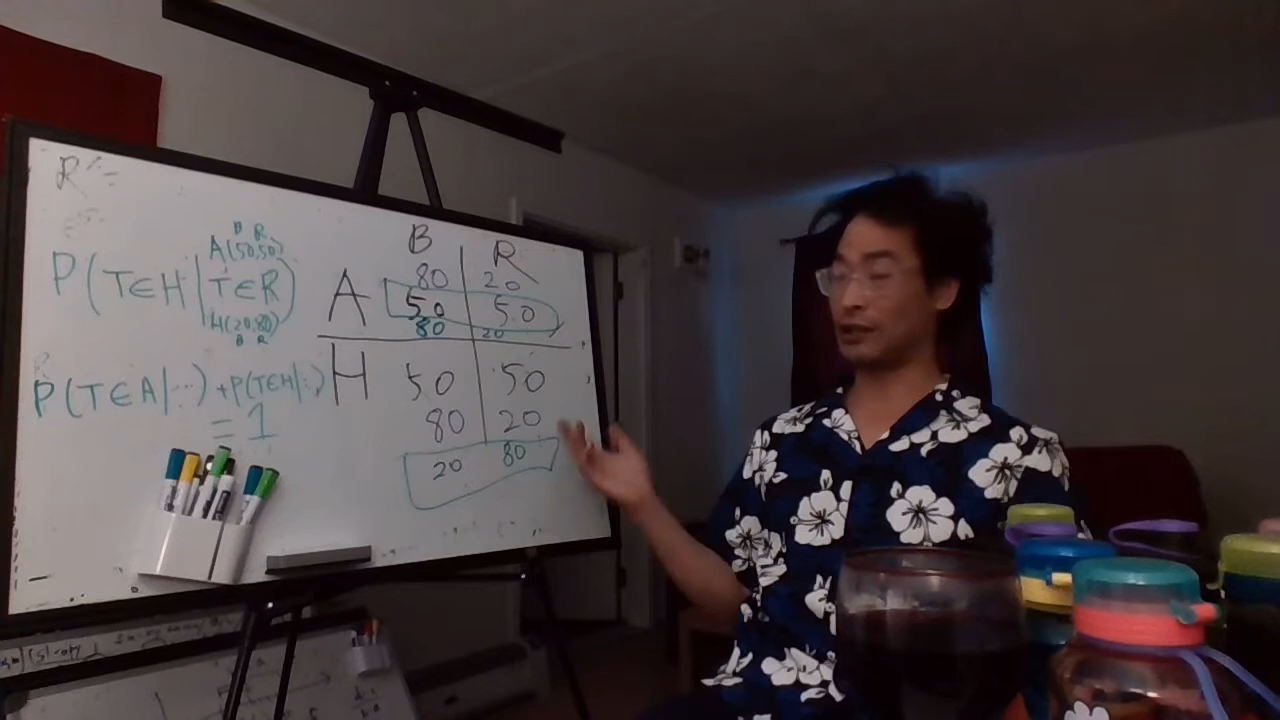 R
B R
A(50,50)
P(T∈H | T∈R)
H(20,80)
B R
P(T∈A|...) + P(T∈H|...)
= 1
B R
80 20
A 50 50
80 20
H 50 50
80 20
20 80